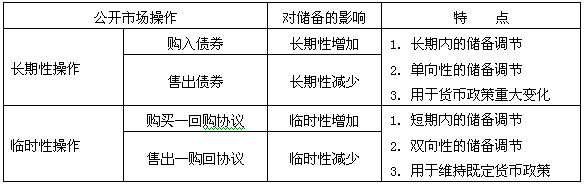 公开市场操作 对储备的影响 特 点
长期性操作
购入债券 长期性增加
售出债券 长期性减少
1. 长期内的储备调节
2. 单向性的储备调节
3. 用于货币政策重大变化
临时性操作
购买一回购协议 临时性增加
售出一购回协议 临时性减少
1. 短期内的储备调节
2. 双向性的储备调节
3. 用于维持既定货币政策